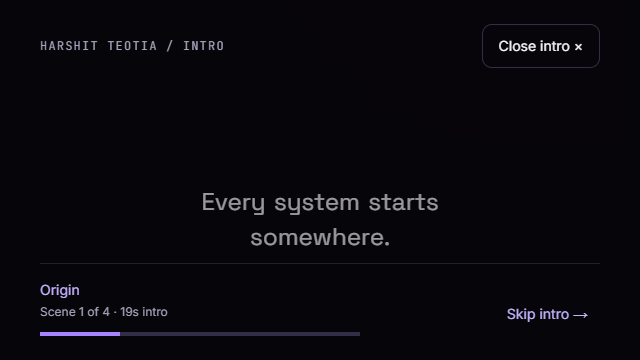 HARSHIT TEOTIA / INTRO
Close intro ×
Every system starts
somewhere.
Origin
Scene 1 of 4 · 19s intro
Skip intro →